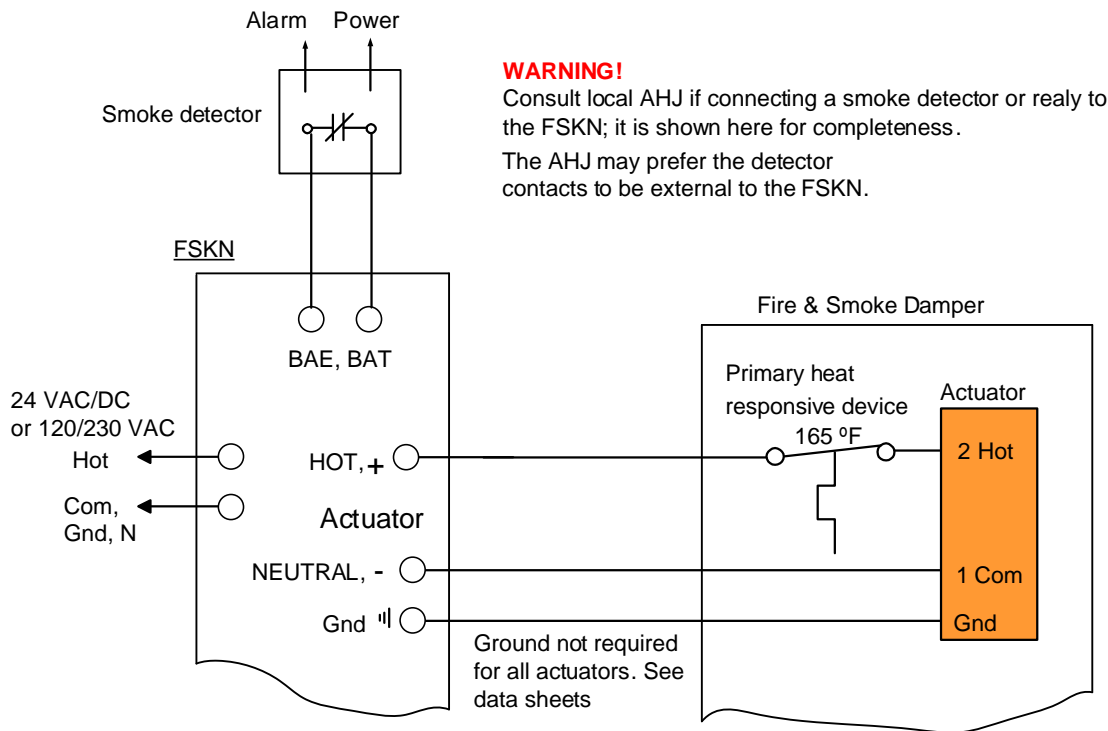 Alarm Power
WARNING!
Consult local AHJ if connecting a smoke detector or realy to
the FSKN; it is shown here for completeness.
The AHJ may prefer the detector
contacts to be external to the FSKN.
Smoke detector
FSKN
BAE, BAT
24 VAC/DC
or 120/230 VAC
Hot
Com,
Gnd, N
HOT, +
Actuator
NEUTRAL, -
Gnd
Ground not required
for all actuators. See
data sheets
Fire & Smoke Damper
Primary heat
responsive device
165 ºF
Actuator
2 Hot
1 Com
Gnd